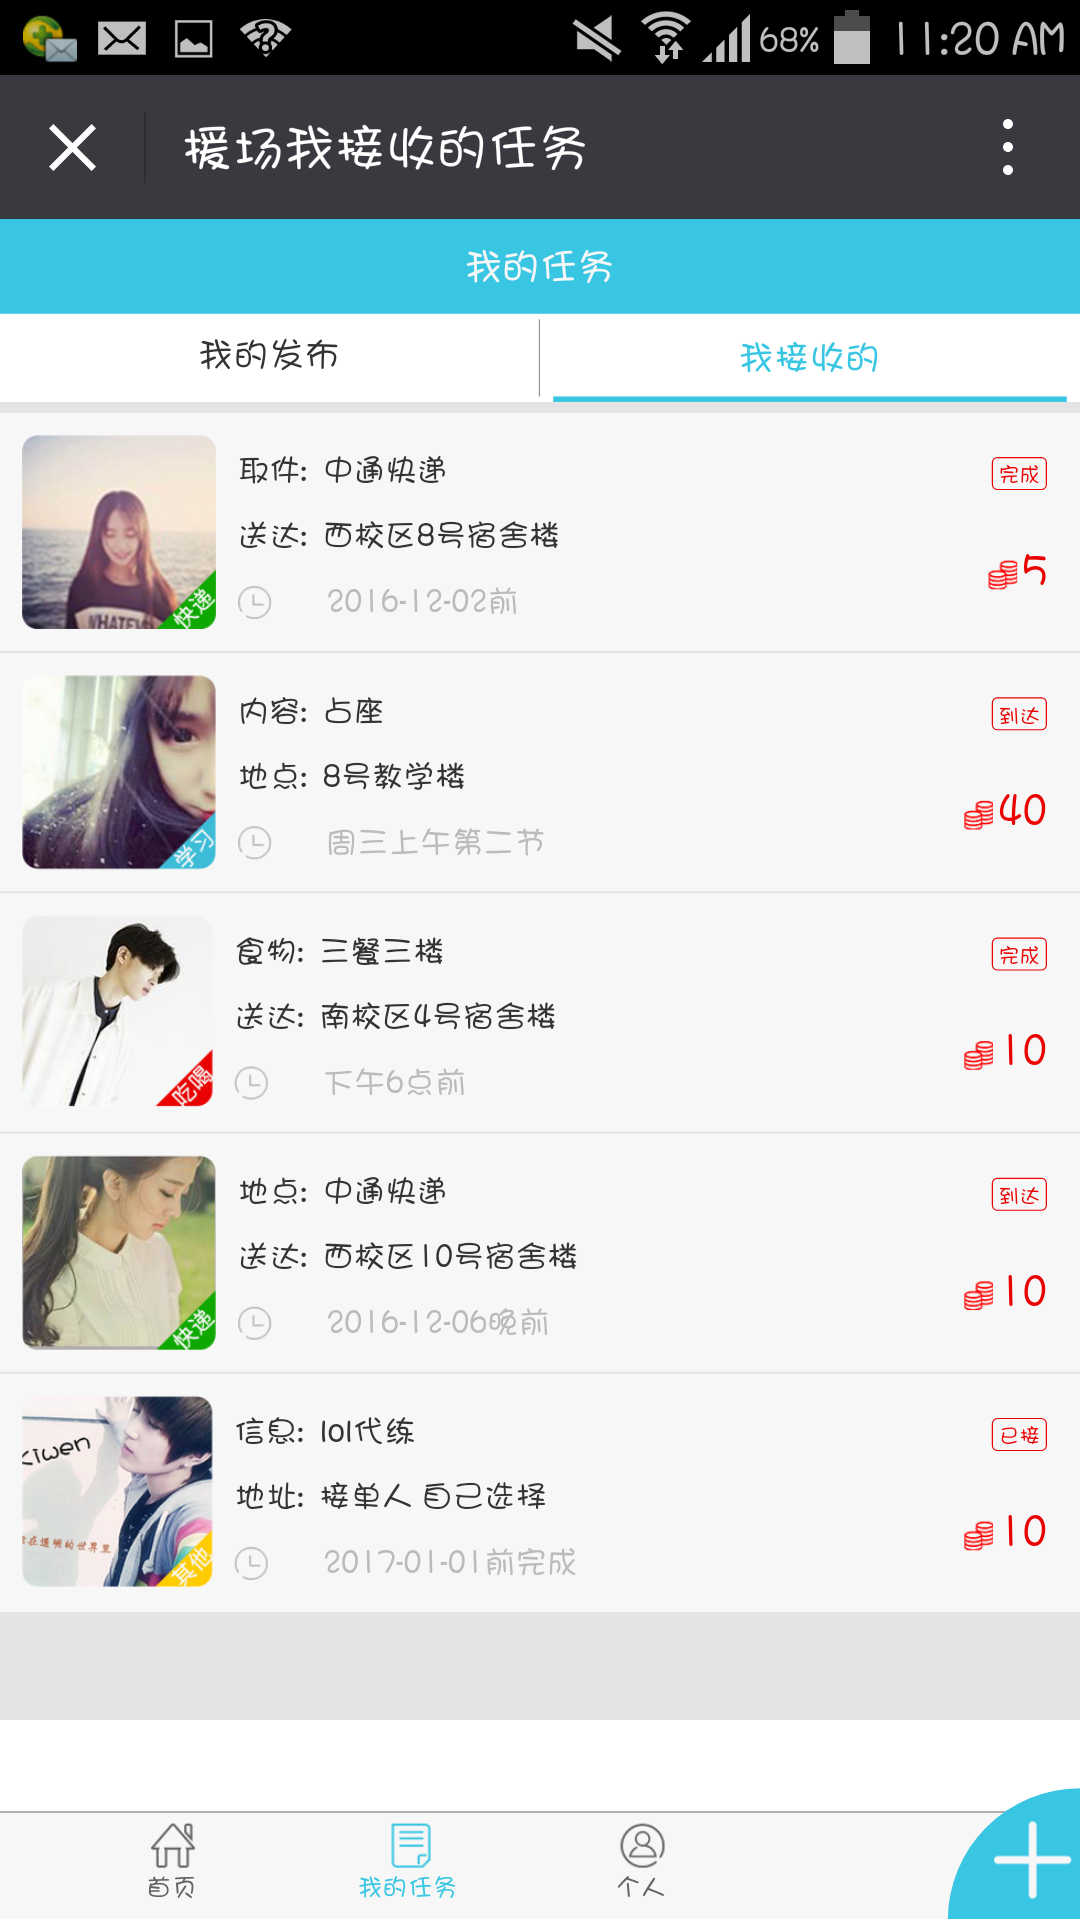 68% 11:20 AM
援场我接收的任务
我的任务
我的发布 我接收的
取件: 中通快递 完成
送达: 西校区8号宿舍楼
5
2016-12-02前
WHATEV
快递
内容: 占座 到达
地点: 8号教学楼
40
周三上午第二节
学习
食物: 三餐三楼 完成
送达: 南校区4号宿舍楼
10
下午6点前
吃喝
地点: 中通快递 到达
送达: 西校区10号宿舍楼
10
2016-12-06晚前
快递
信息: lol代练 已接
kiwen
地址: 接单人 自己选择
10
在透明的世界里
2017-01-01前完成
其他
首页 我的任务 个人